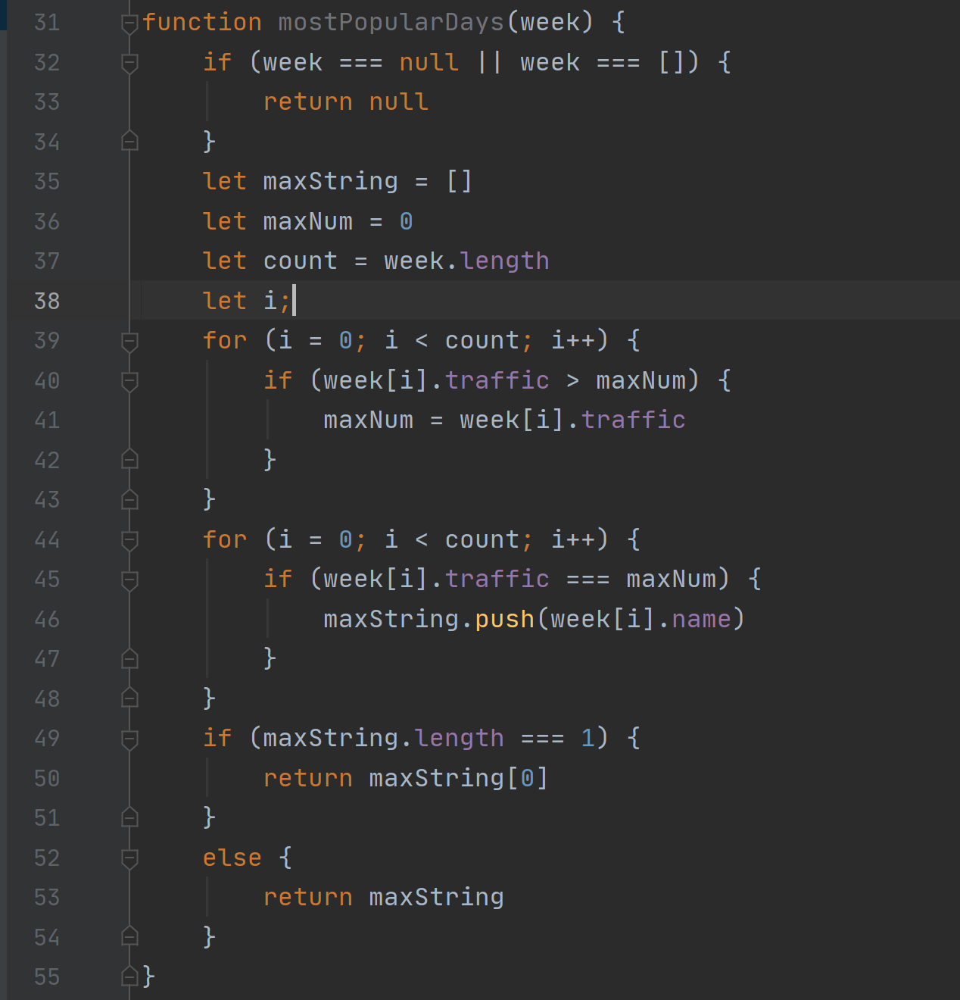 31 function mostPopularDays(week) {
32     if (week === null || week === []) {
33         return null
34     }
35     let maxString = []
36     let maxNum = 0
37     let count = week.length
38     let i;
39     for (i = 0; i < count; i++) {
40         if (week[i].traffic > maxNum) {
41             maxNum = week[i].traffic
42         }
43     }
44     for (i = 0; i < count; i++) {
45         if (week[i].traffic === maxNum) {
46             maxString.push(week[i].name)
47         }
48     }
49     if (maxString.length === 1) {
50         return maxString[0]
51     }
52     else {
53         return maxString
54     }
55 }